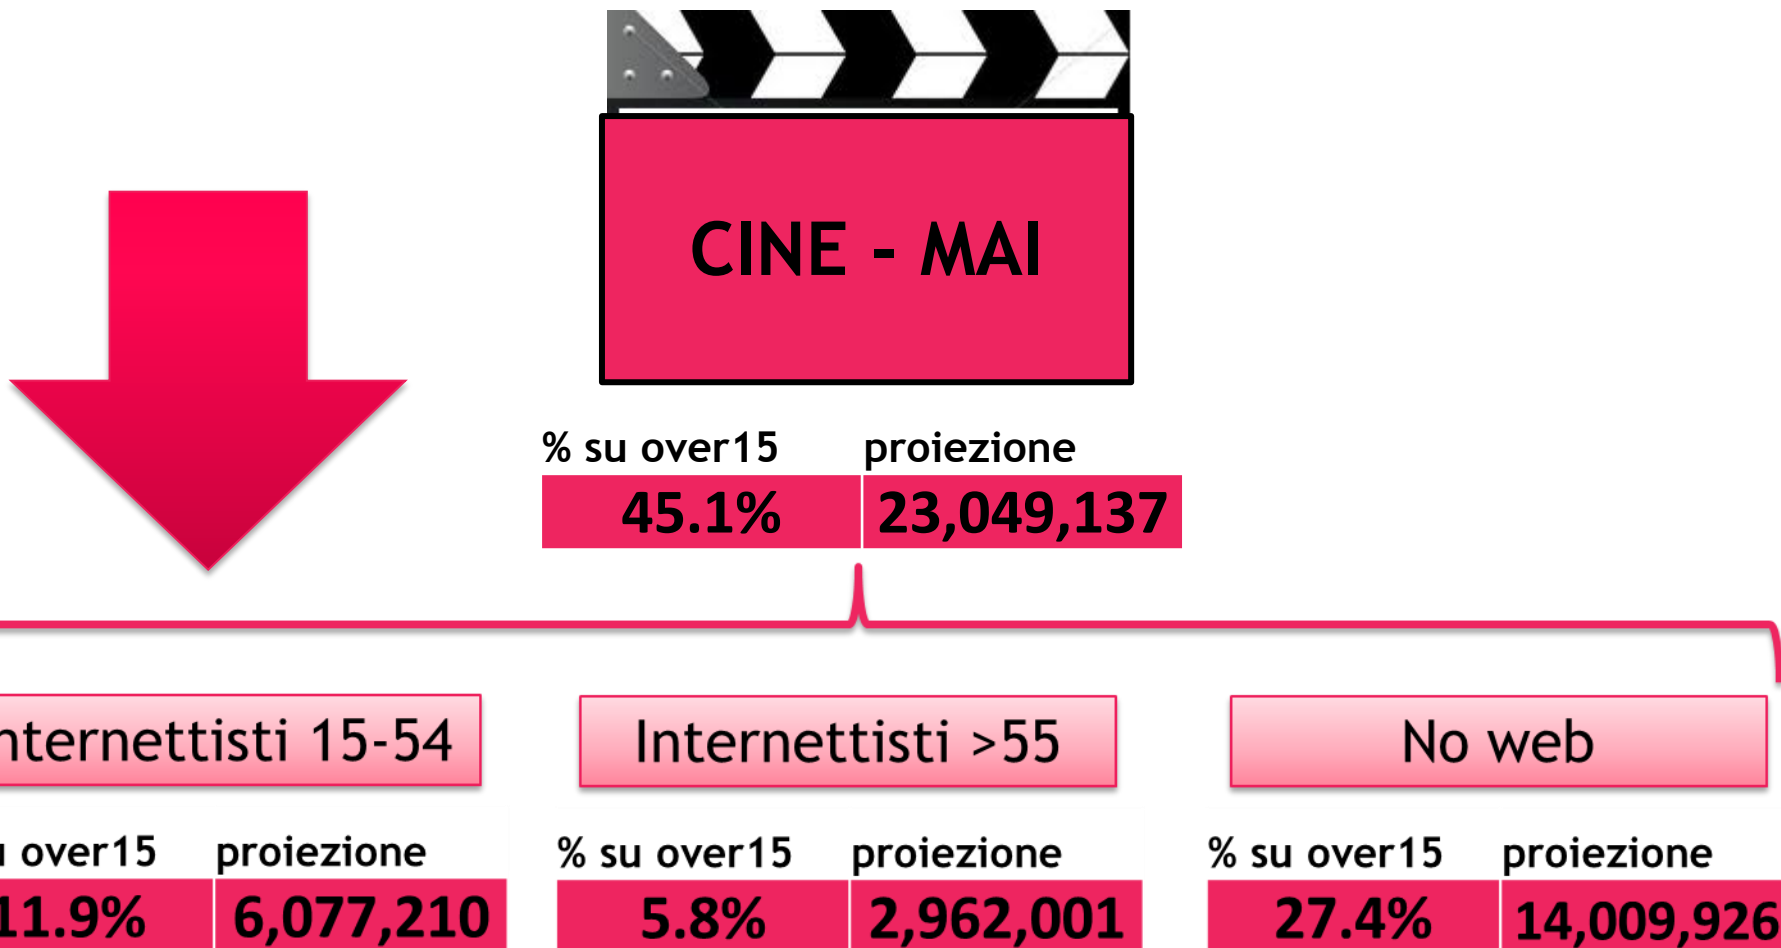 CINE - MAI
% su over15 proiezione
45.1% 23,049,137
nternettisti 15-54 Internettisti >55 No web
over15 proiezione % su over15 proiezione % su over15 proiezione
11.9% 6,077,210 5.8% 2,962,001 27.4% 14,009,926